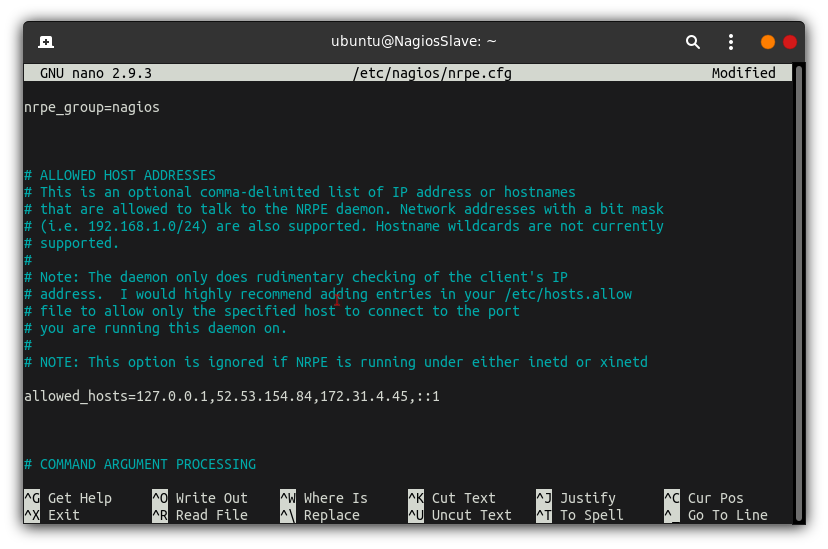 ubuntu@NagiosSlave: ~
GNU nano 2.9.3 /etc/nagios/nrpe.cfg Modified
nrpe_group=nagios
# ALLOWED HOST ADDRESSES
# This is an optional comma-delimited list of IP address or hostnames
# that are allowed to talk to the NRPE daemon. Network addresses with a bit mask
# (i.e. 192.168.1.0/24) are also supported. Hostname wildcards are not currently
# supported.
#
# Note: The daemon only does rudimentary checking of the client's IP
# address.  I would highly recommend adding entries in your /etc/hosts.allow
# file to allow only the specified host to connect to the port
# you are running this daemon on.
#
# NOTE: This option is ignored if NRPE is running under either inetd or xinetd
allowed_hosts=127.0.0.1,52.53.154.84,172.31.4.45,::1
# COMMAND ARGUMENT PROCESSING
^G Get Help ^O Write Out ^W Where Is ^K Cut Text ^J Justify ^C Cur Pos
^X Exit ^R Read File ^\ Replace ^U Uncut Text ^T To Spell ^_ Go To Line